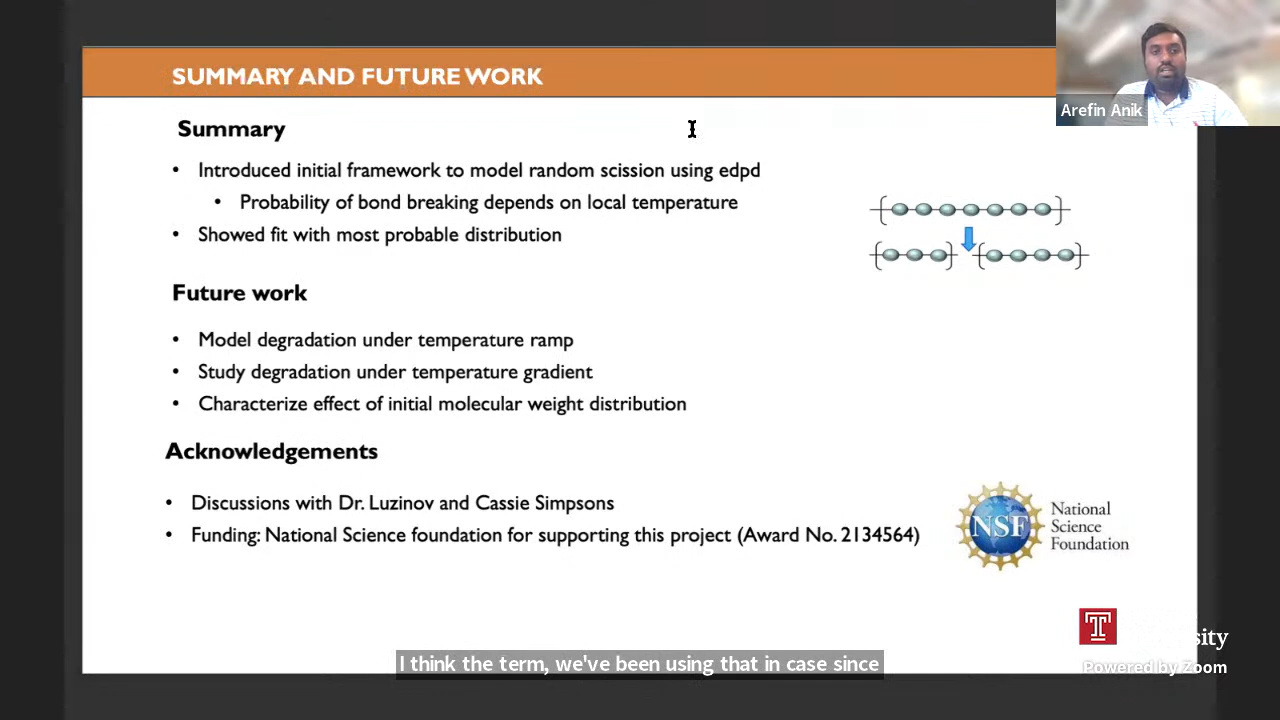 SUMMARY AND FUTURE WORK
Arefin Anik
Summary
• Introduced initial framework to model random scission using edpd
• Probability of bond breaking depends on local temperature
• Showed fit with most probable distribution
Future work
• Model degradation under temperature ramp
• Study degradation under temperature gradient
• Characterize effect of initial molecular weight distribution
Acknowledgements
• Discussions with Dr. Luzinov and Cassie Simpsons
• Funding: National Science foundation for supporting this project (Award No. 2134564)
NSF
National
Science
Foundation
T
sity
Powered by Zoom
I think the term, we've been using that in case since